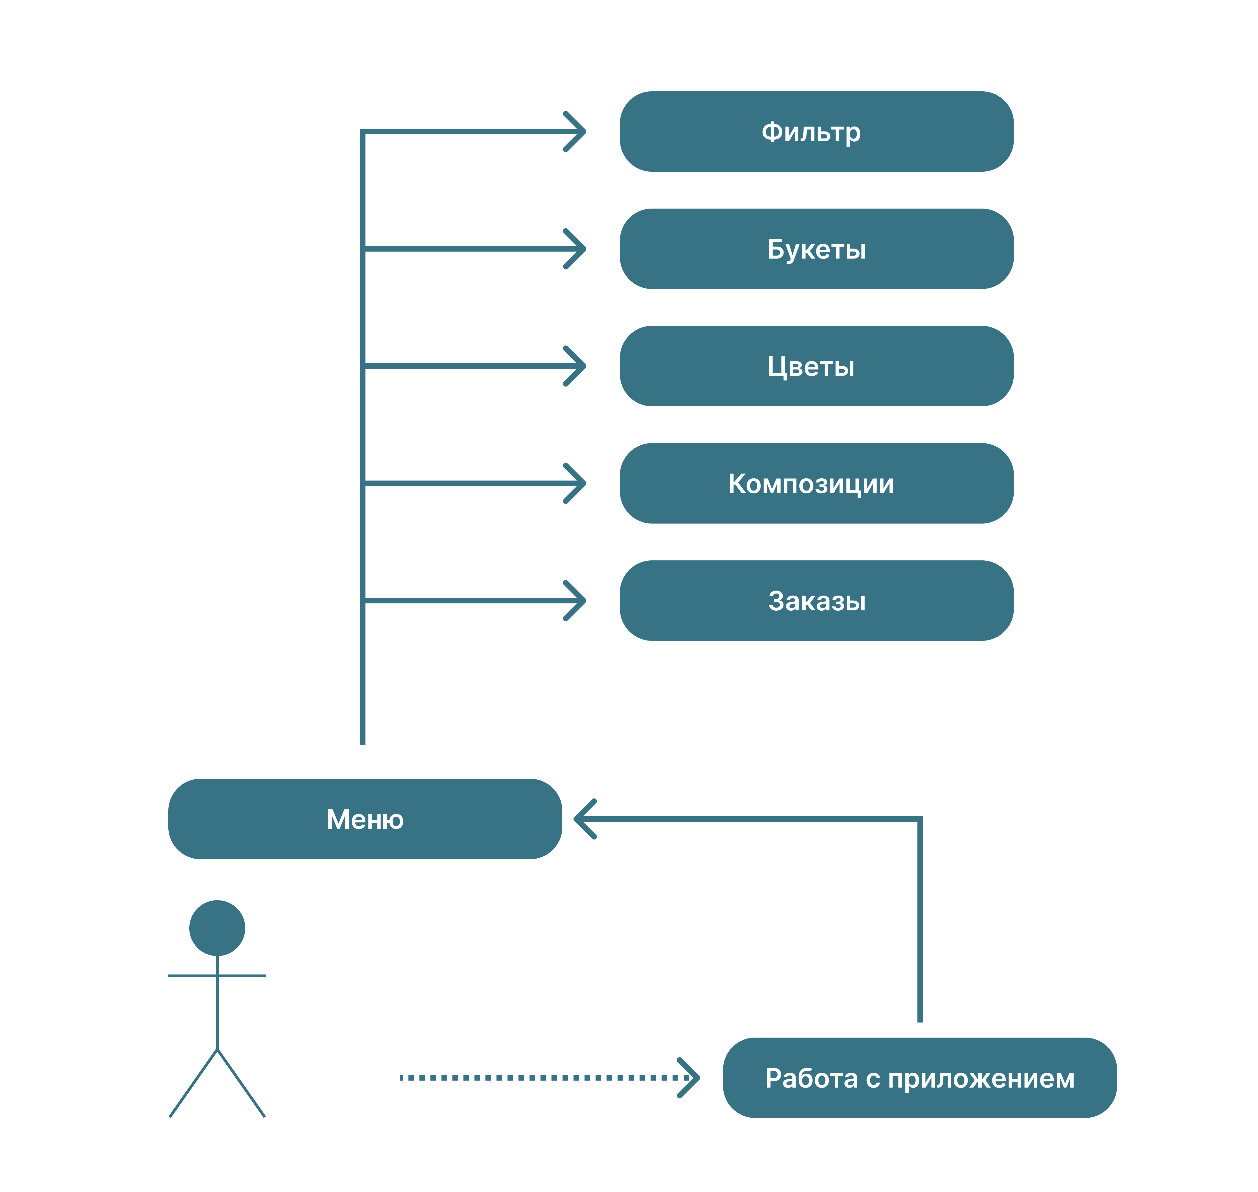 Фильтр
Букеты
Цветы
Композиции
Заказы
Меню
Работа с приложением